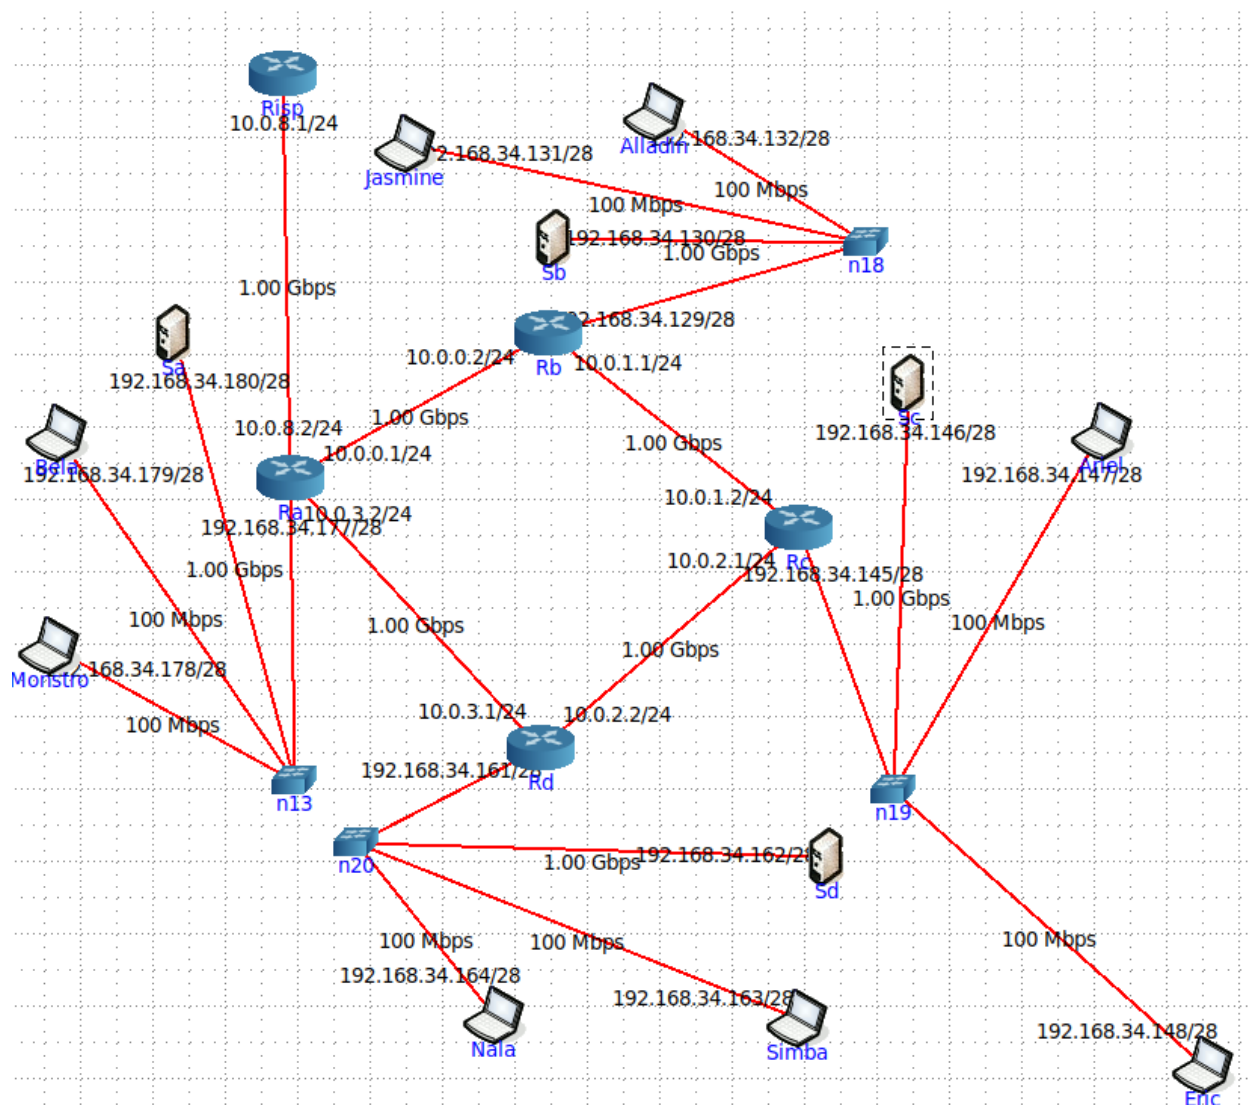 Risp
10.0.8.1/24
Alladin
2.168.34.132/28
Jasmine
2.168.34.131/28
100 Mbps
100 Mbps
Sb
192.168.34.130/28
1.00 Gbps
n18
1.00 Gbps
Rb
2.168.34.129/28
10.0.0.2/24
10.0.1.1/24
Sa
192.168.34.180/28
1.00 Gbps
10.0.8.2/24
10.0.0.1/24
1.00 Gbps
Sc
192.168.34.146/28
Ariel
192.168.34.147/28
Bela
192.168.34.179/28
Ra
10.0.3.2/24
192.168.34.177/28
10.0.1.2/24
Rc
10.0.2.1/24
192.168.34.145/28
1.00 Gbps
1.00 Gbps
100 Mbps
100 Mbps
1.00 Gbps
1.00 Gbps
Monstro
.168.34.178/28
100 Mbps
10.0.3.1/24
10.0.2.2/24
Rd
192.168.34.161/28
n13
n19
n20
1.00 Gbps
192.168.34.162/28
Sd
100 Mbps
100 Mbps
100 Mbps
192.168.34.164/28
192.168.34.163/28
Nala
Simba
192.168.34.148/28
Eric